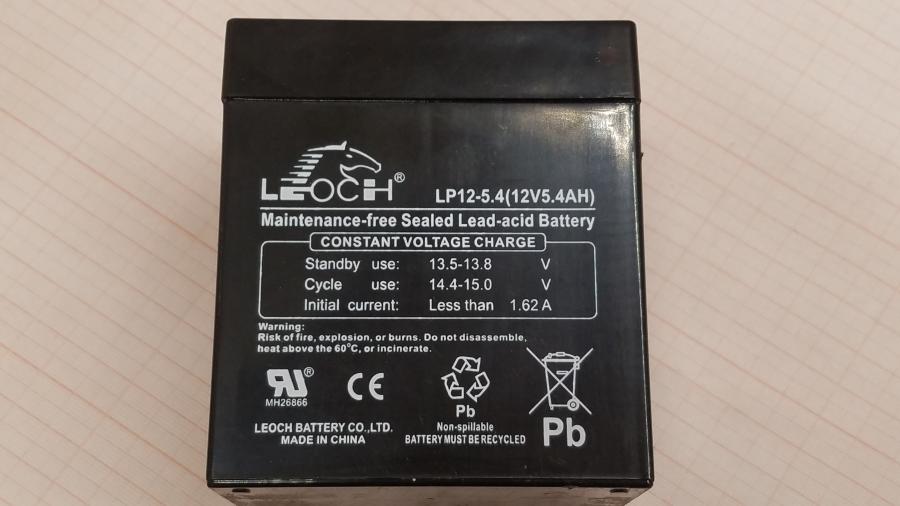 LEOCH®
LP12-5.4(12V5.4AH)
Maintenance-free Sealed Lead-acid Battery
CONSTANT VOLTAGE CHARGE
Standby use: 13.5-13.8 V
Cycle use: 14.4-15.0 V
Initial current: Less than 1.62 A
Warning:
Risk of fire, explosion, or burns. Do not disassemble,
heat above the 60°C, or incinerate.
RU®
MH26866
CE
Pb
Non-spillable
BATTERY MUST BE RECYCLED
Pb
LEOCH BATTERY CO.,LTD.
MADE IN CHINA